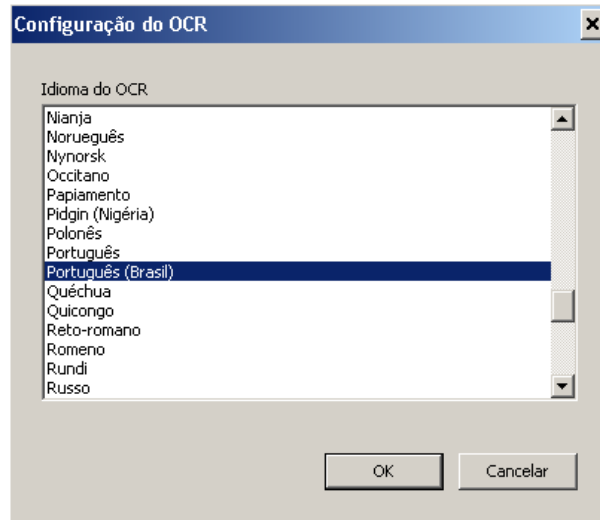 Configuração do OCR
Idioma do OCR
Nianja
Norueguês
Nynorsk
Occitano
Papiamento
Pidgin (Nigéria)
Polonês
Português
Português (Brasil)
Quéchua
Quicongo
Reto-romano
Romeno
Rundi
Russo
OK
Cancelar